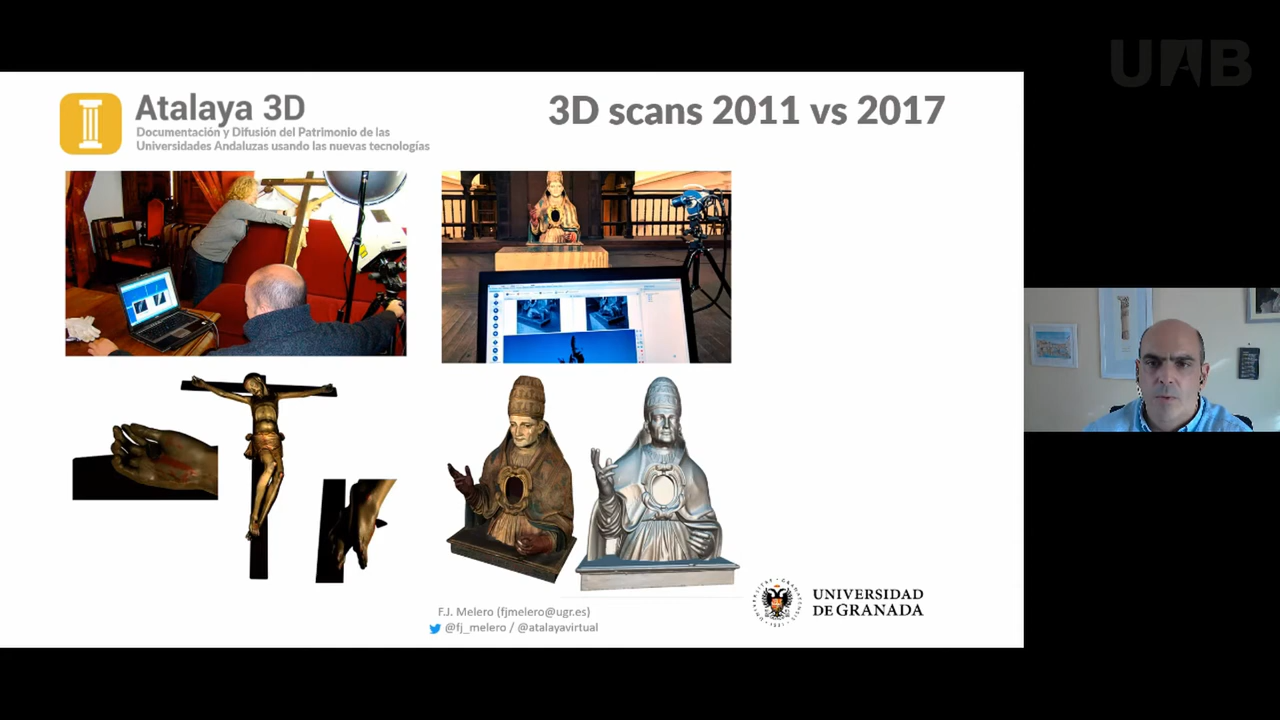 UAB
Atalaya 3D
Documentación y Difusión del Patrimonio de las
Universidades Andaluzas usando las nuevas tecnologías
3D scans 2011 vs 2017
F.J. Melero (fjmelero@ugr.es)
@fj_melero / @atalayavirtual
UNIVERSIDAD
DE GRANADA